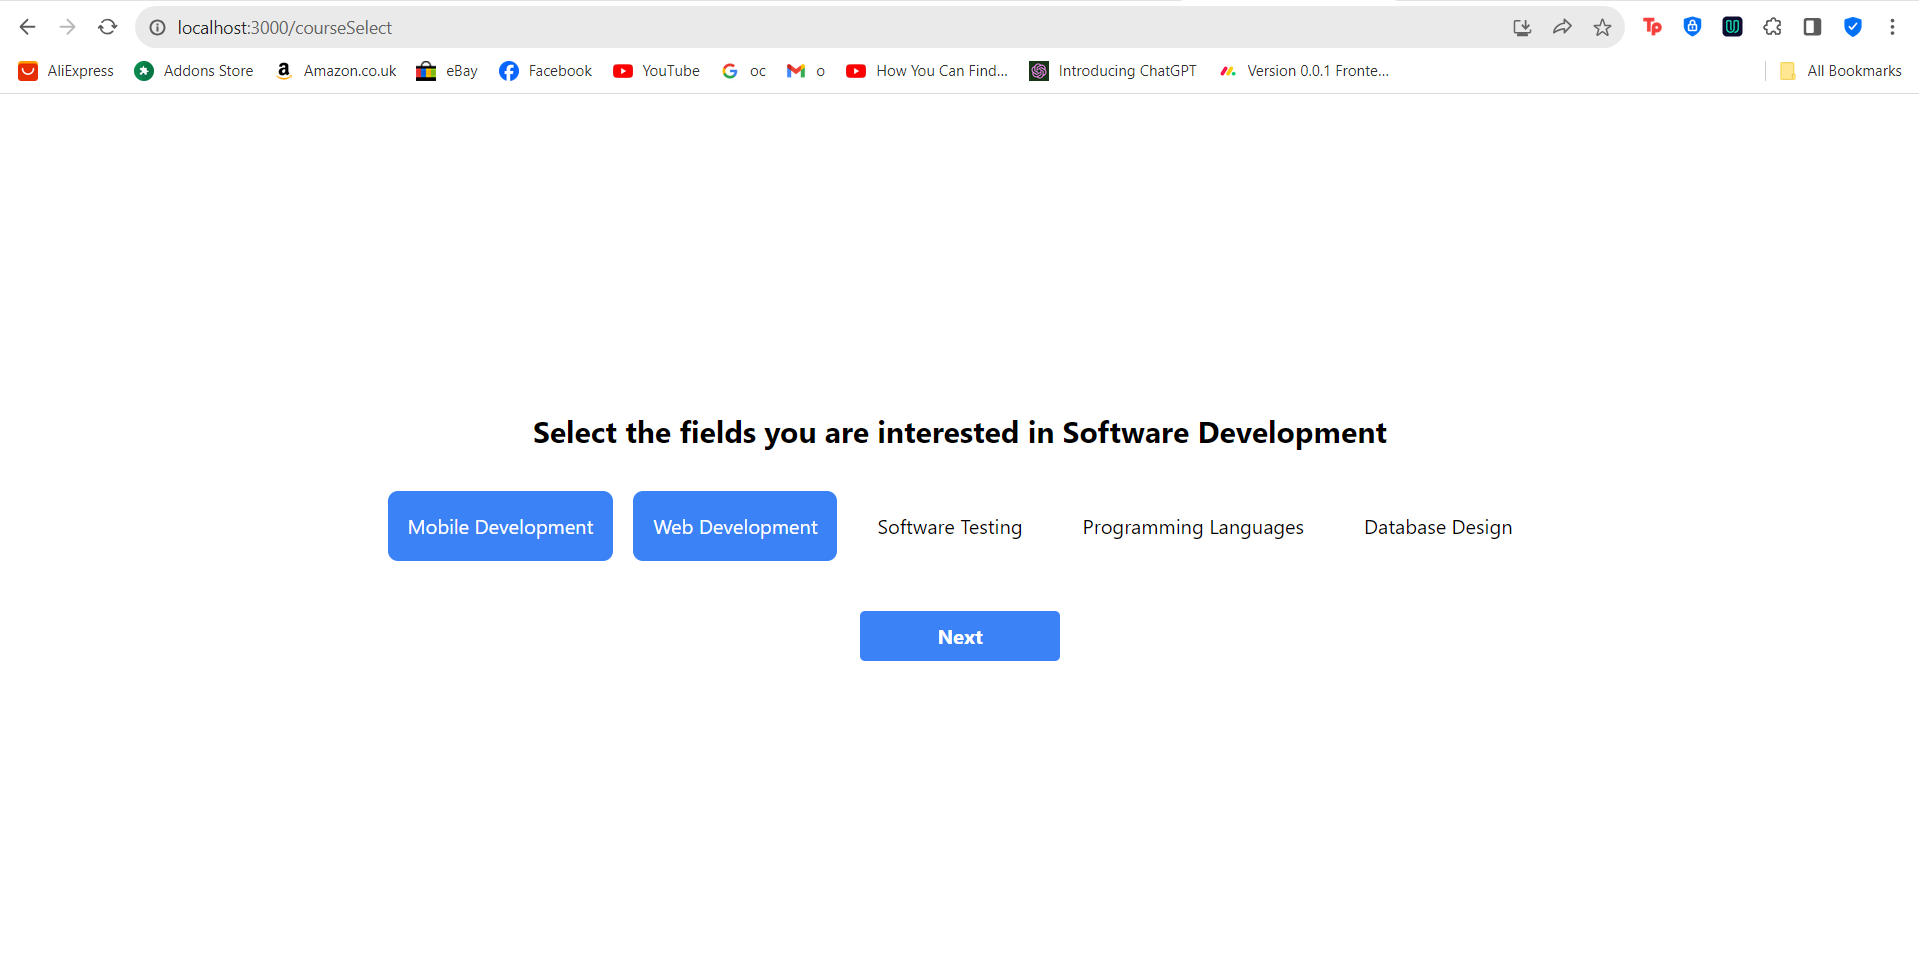 localhost:3000/courseSelect
Tp
AliExpress Addons Store Amazon.co.uk eBay Facebook YouTube oc o How You Can Find... Introducing ChatGPT Version 0.0.1 Fronte... All Bookmarks
Select the fields you are interested in Software Development
Mobile Development Web Development Software Testing Programming Languages Database Design
Next